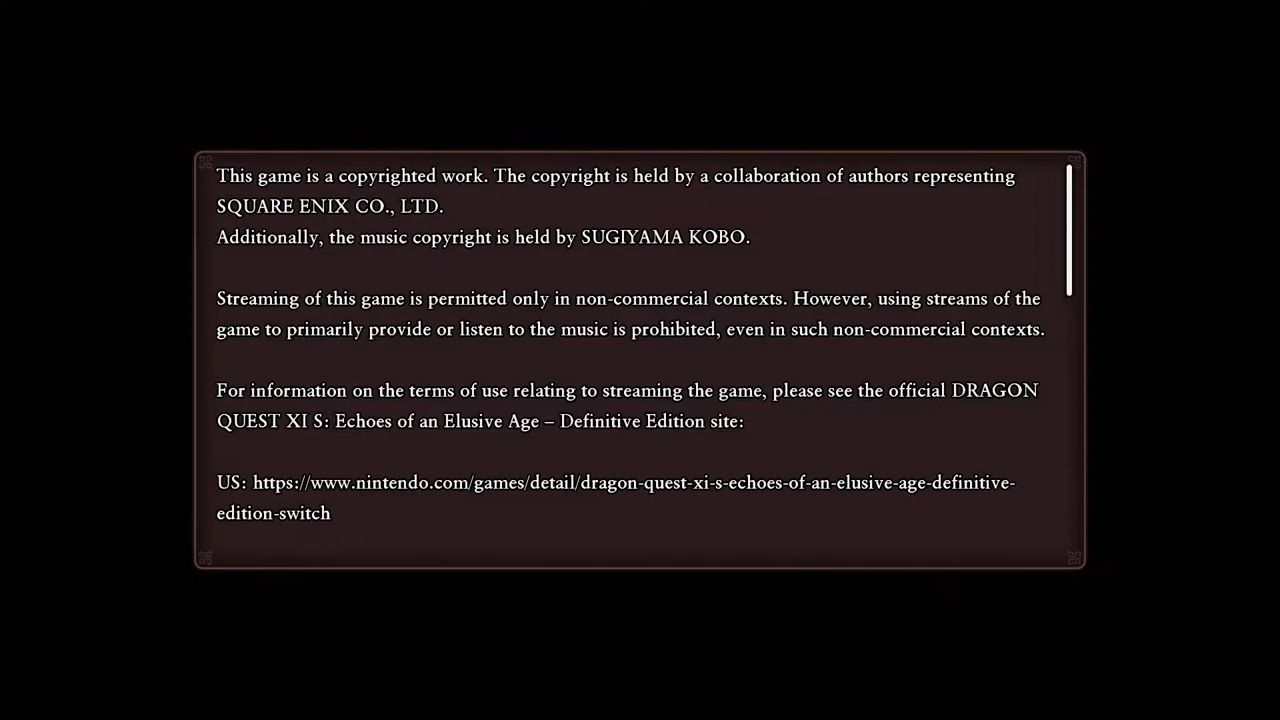 This game is a copyrighted work. The copyright is held by a collaboration of authors representing
SQUARE ENIX CO., LTD.
Additionally, the music copyright is held by SUGIYAMA KOBO.
Streaming of this game is permitted only in non-commercial contexts. However, using streams of the
game to primarily provide or listen to the music is prohibited, even in such non-commercial contexts.
For information on the terms of use relating to streaming the game, please see the official DRAGON
QUEST XI S: Echoes of an Elusive Age – Definitive Edition site:
US: https://www.nintendo.com/games/detail/dragon-quest-xi-s-echoes-of-an-elusive-age-definitive-
edition-switch